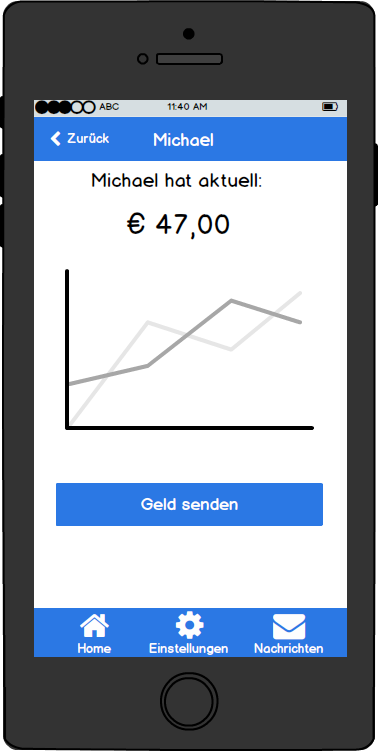 ABC 11:40 AM
Zurück Michael
Michael hat aktuell:
€ 47,00
Geld senden
Home Einstellungen Nachrichten